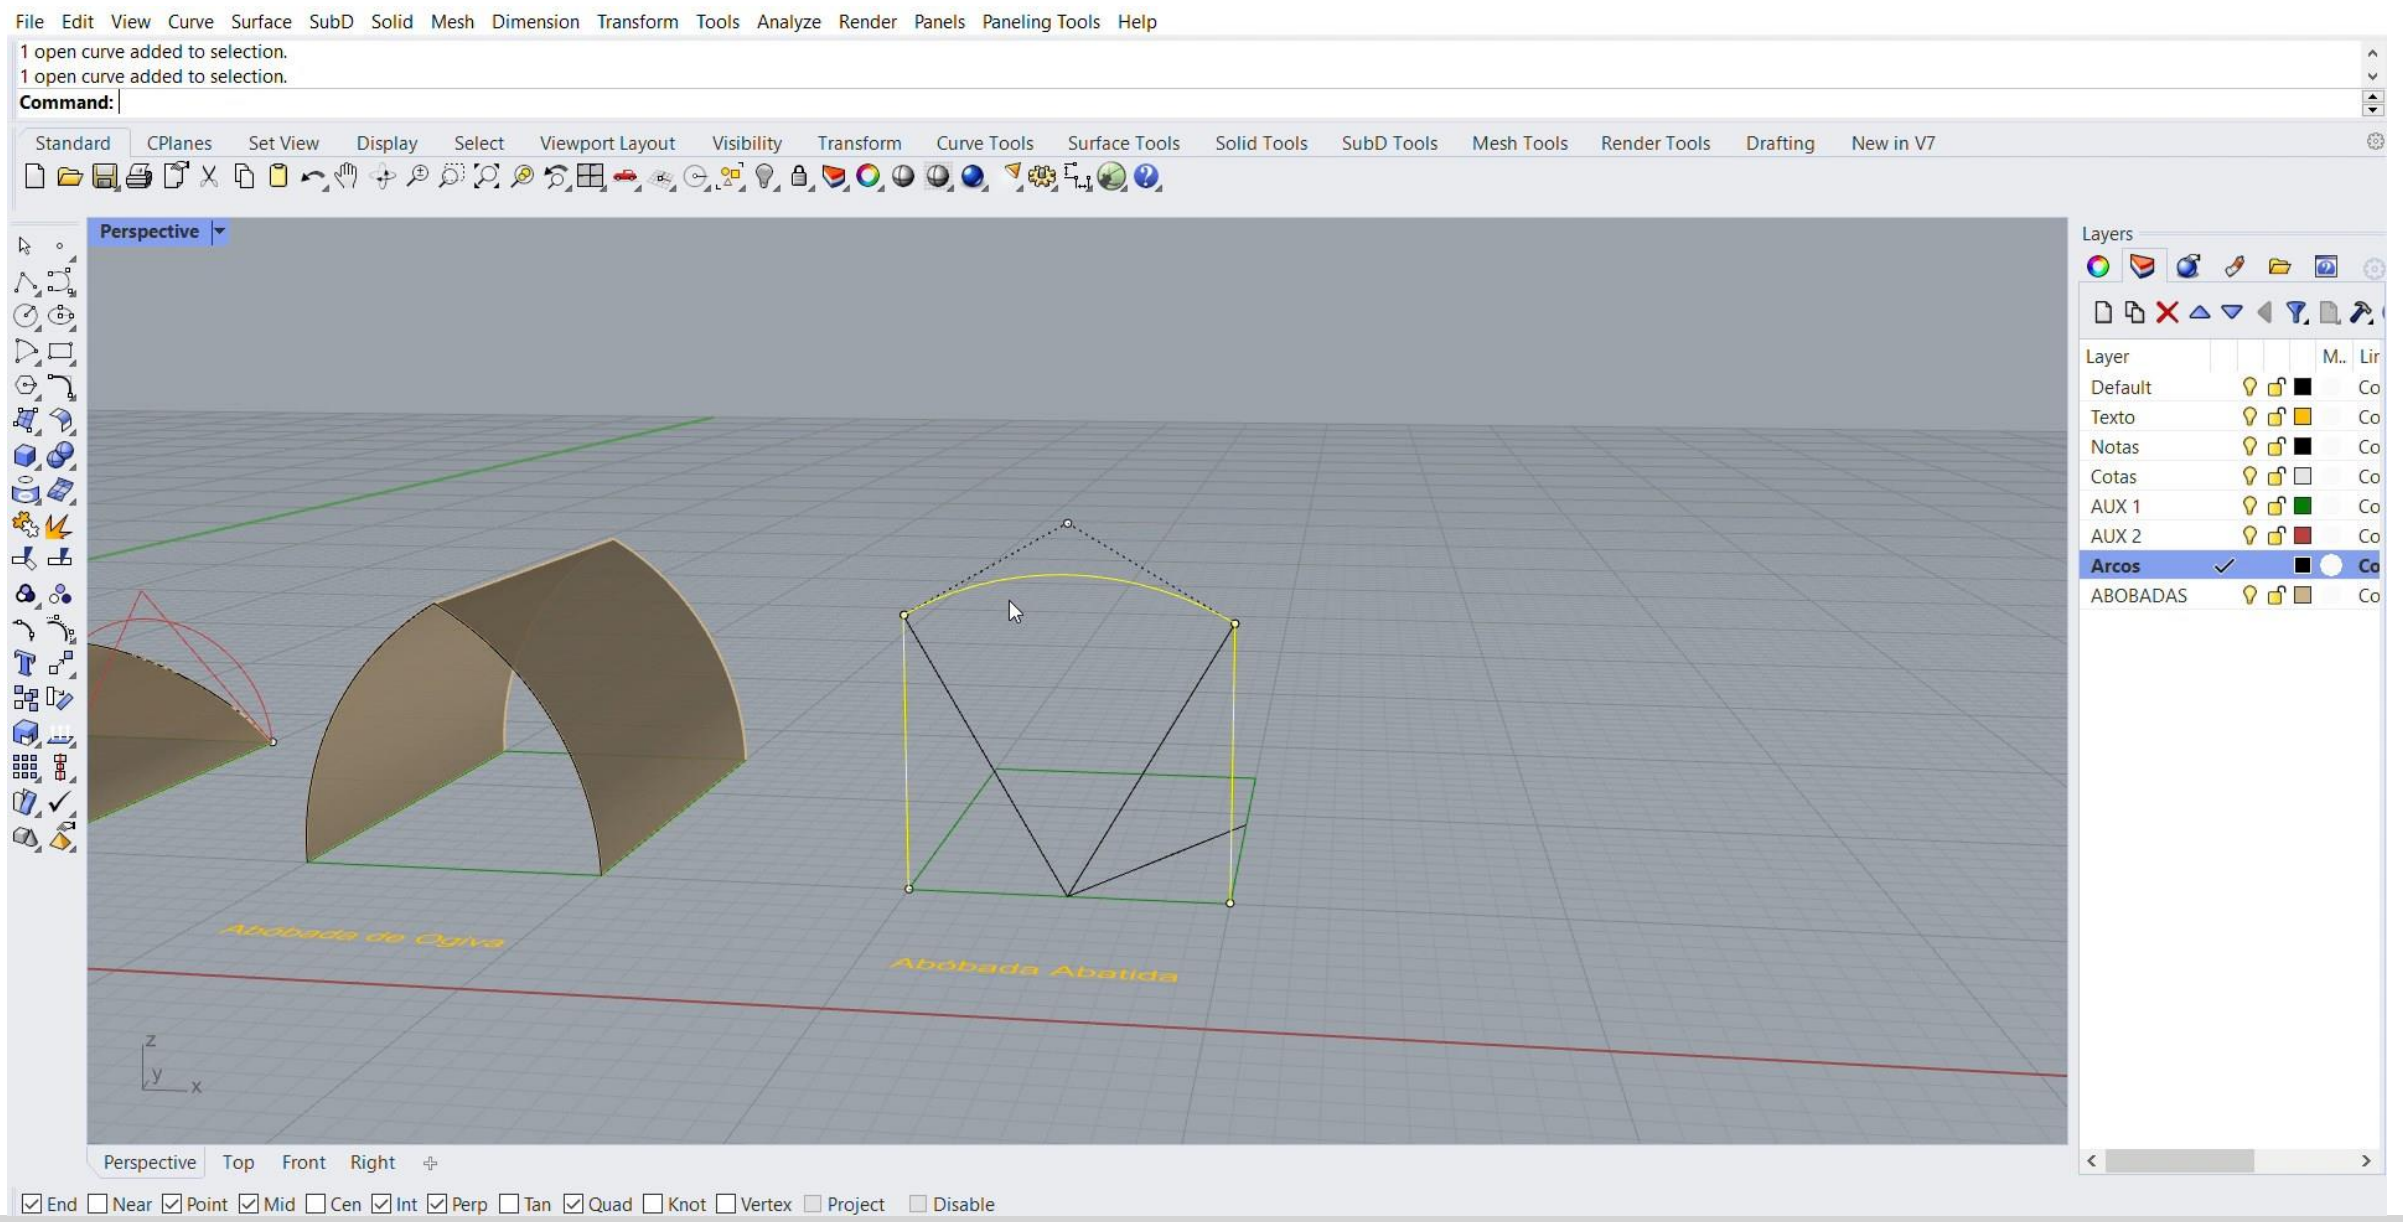 File Edit View Curve Surface SubD Solid Mesh Dimension Transform Tools Analyze Render Panels Paneling Tools Help
1 open curve added to selection.
1 open curve added to selection.
Command:
Standard CPlanes Set View Display Select Viewport Layout Visibility Transform Curve Tools Surface Tools Solid Tools SubD Tools Mesh Tools Render Tools Drafting New in V7
Perspective
Layers
Layer M.. Lir
Default Co
Texto Co
Notas Co
Cotas Co
AUX 1 Co
AUX 2 Co
Arcos Co
ABOBADAS Co
Abóbada de Ogiva
Abóbada Abatida
z
y
x
Perspective Top Front Right
End Near Point Mid Cen Int Perp Tan Quad Knot Vertex Project Disable